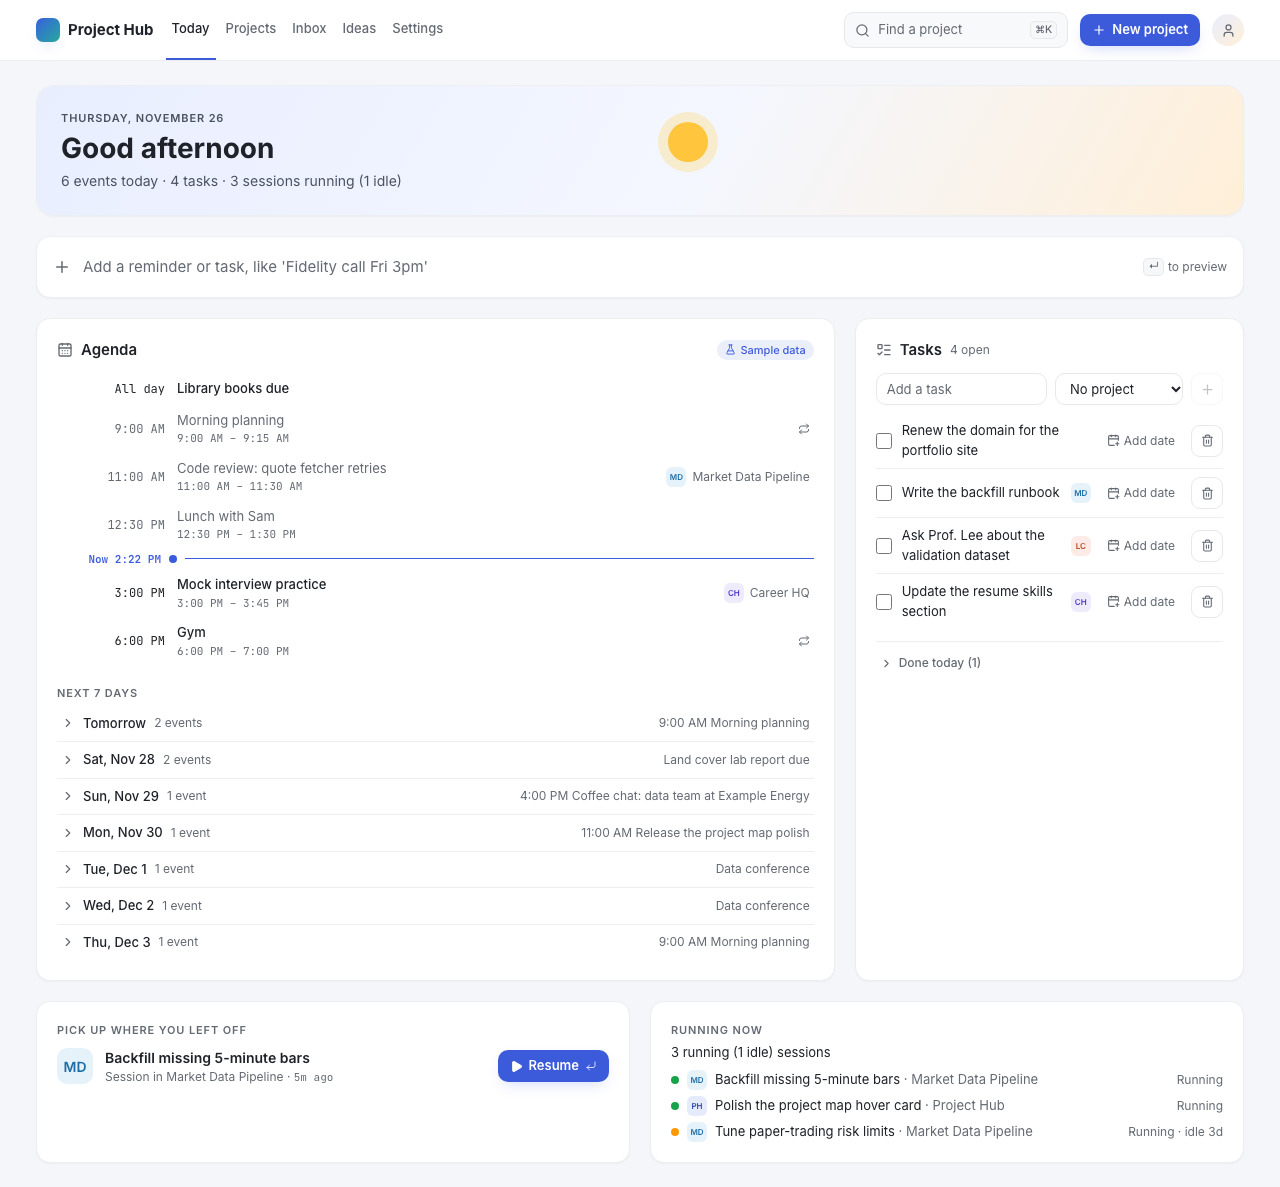 Project Hub Today Projects Inbox Ideas Settings Find a project ⌘K + New project
THURSDAY, NOVEMBER 26
Good afternoon
6 events today · 4 tasks · 3 sessions running (1 idle)
+ Add a reminder or task, like 'Fidelity call Fri 3pm' ↵ to preview
Agenda Sample data
All day Library books due
9:00 AM Morning planning
9:00 AM – 9:15 AM
11:00 AM Code review: quote fetcher retries MD Market Data Pipeline
11:00 AM – 11:30 AM
12:30 PM Lunch with Sam
12:30 PM – 1:30 PM
Now 2:22 PM
3:00 PM Mock interview practice CH Career HQ
3:00 PM – 3:45 PM
6:00 PM Gym
6:00 PM – 7:00 PM
NEXT 7 DAYS
Tomorrow 2 events 9:00 AM Morning planning
Sat, Nov 28 2 events Land cover lab report due
Sun, Nov 29 1 event 4:00 PM Coffee chat: data team at Example Energy
Mon, Nov 30 1 event 11:00 AM Release the project map polish
Tue, Dec 1 1 event Data conference
Wed, Dec 2 1 event Data conference
Thu, Dec 3 1 event 9:00 AM Morning planning
Tasks 4 open
Add a task No project +
Renew the domain for the
portfolio site Add date
Write the backfill runbook MD Add date
Ask Prof. Lee about the
validation dataset LC Add date
Update the resume skills
section CH Add date
Done today (1)
PICK UP WHERE YOU LEFT OFF
MD Backfill missing 5-minute bars Resume ↵
Session in Market Data Pipeline · 5m ago
RUNNING NOW
3 running (1 idle) sessions
MD Backfill missing 5-minute bars · Market Data Pipeline Running
PH Polish the project map hover card · Project Hub Running
MD Tune paper-trading risk limits · Market Data Pipeline Running · idle 3d